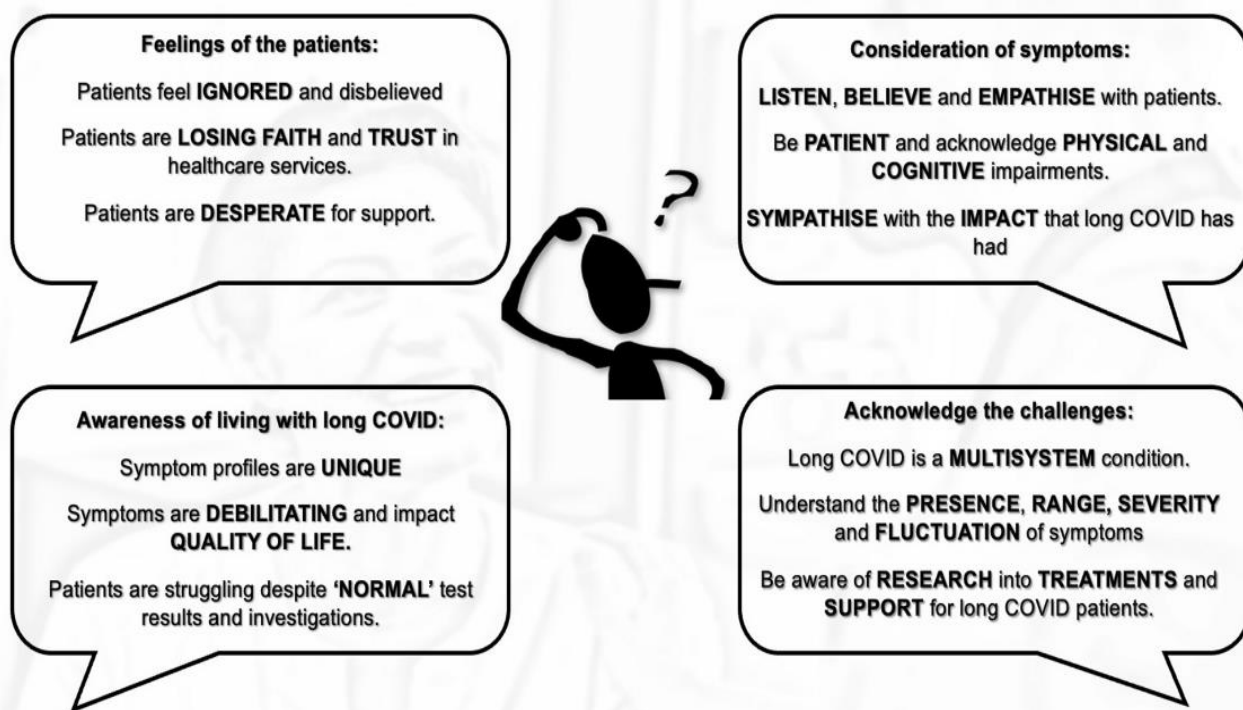 Feelings of the patients:
Patients feel IGNORED and disbelieved
Patients are LOSING FAITH and TRUST in
healthcare services.
Patients are DESPERATE for support.
Consideration of symptoms:
LISTEN, BELIEVE and EMPATHISE with patients.
Be PATIENT and acknowledge PHYSICAL and
COGNITIVE impairments.
SYMPATHISE with the IMPACT that long COVID has
had
?
Awareness of living with long COVID:
Symptom profiles are UNIQUE
Symptoms are DEBILITATING and impact
QUALITY OF LIFE.
Patients are struggling despite ‘NORMAL’ test
results and investigations.
Acknowledge the challenges:
Long COVID is a MULTISYSTEM condition.
Understand the PRESENCE, RANGE, SEVERITY
and FLUCTUATION of symptoms
Be aware of RESEARCH into TREATMENTS and
SUPPORT for long COVID patients.